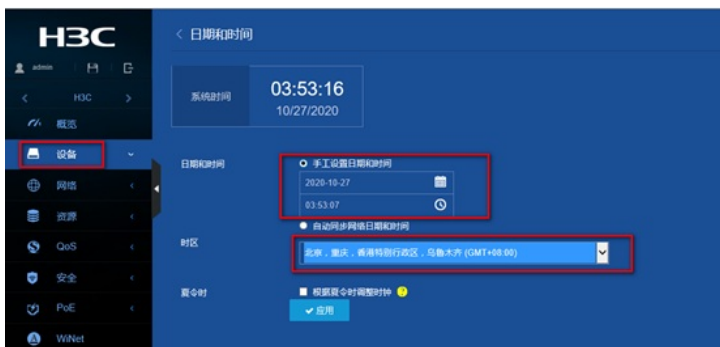 H3C
admin
H3C
概览
设备
网络
资源
QoS
安全
PoE
WiNet
日期和时间
系统时间
03:53:16
10/27/2020
日期和时间
手工设置日期和时间
2020-10-27
03:53:07
自动同步网络日期和时间
时区
北京，重庆，香港特别行政区，乌鲁木齐 (GMT+08:00)
夏令时
根据夏令时调整时钟
应用